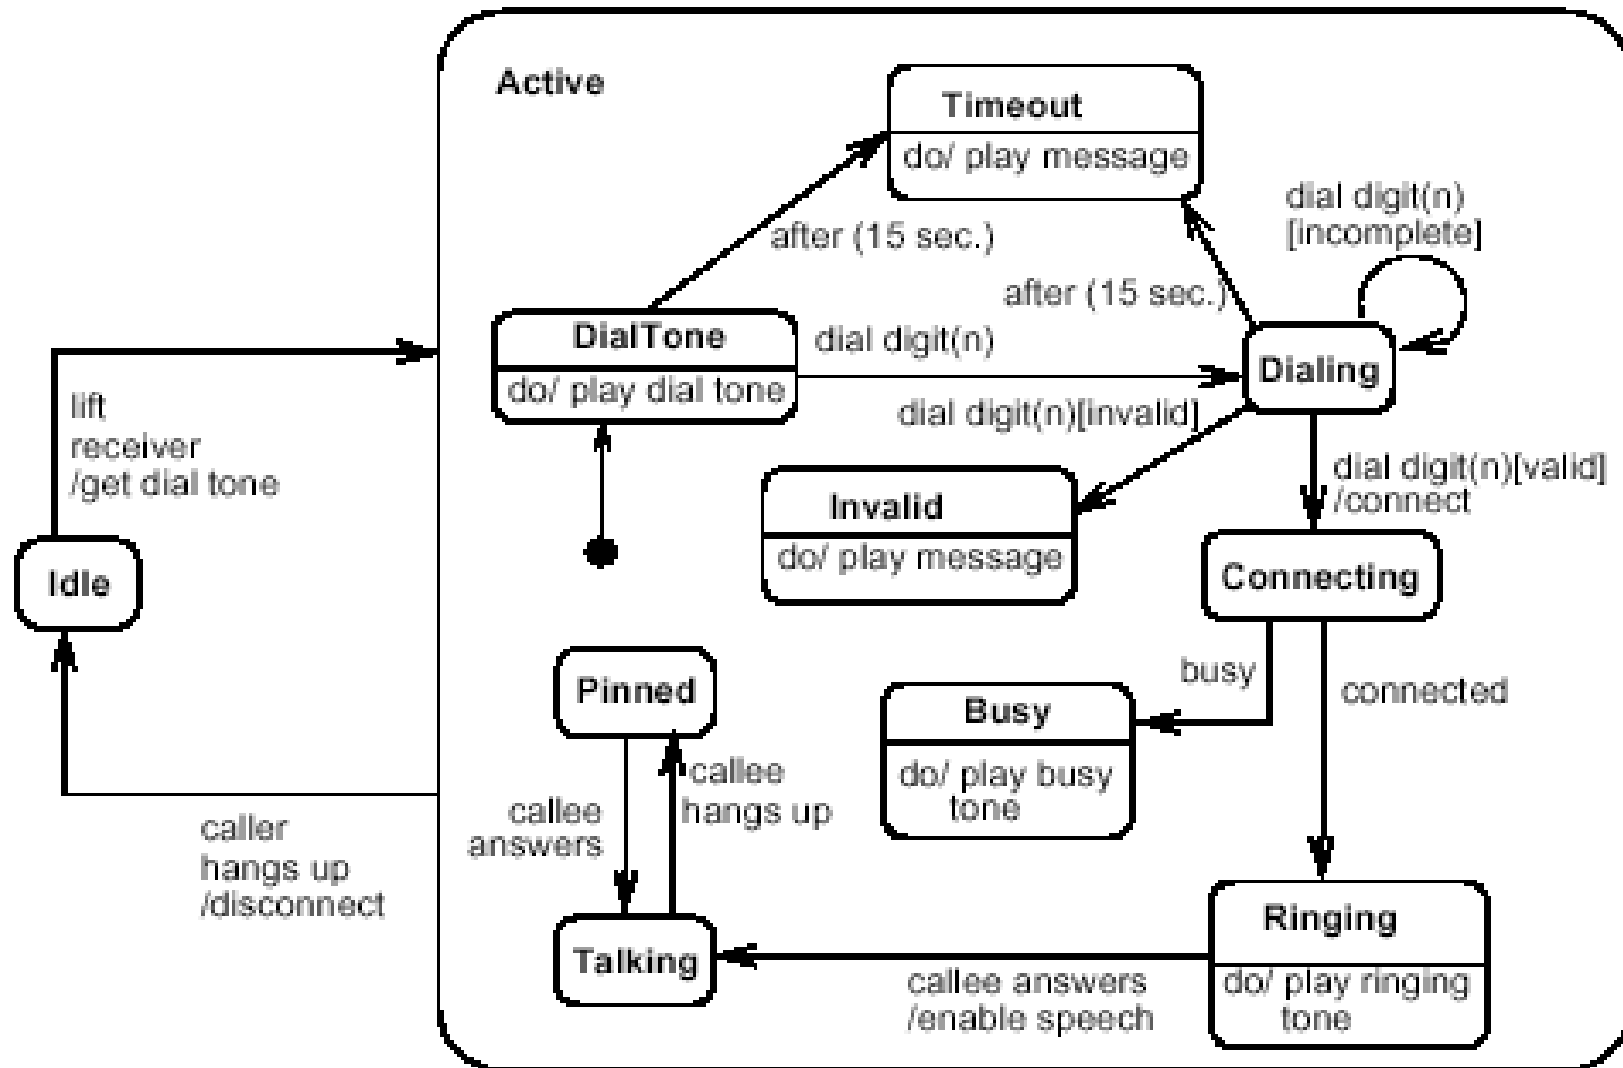 Active
Timeout
do/ play message
dial digit(n)
[incomplete]
after (15 sec.)
after (15 sec.)
DialTone
do/ play dial tone
dial digit(n)
Dialing
lift
receiver
/get dial tone
dial digit(n)[invalid]
dial digit(n)[valid]
/connect
Invalid
do/ play message
Idle
Connecting
Pinned
busy
connected
Busy
do/ play busy
tone
callee
hangs up
callee
answers
caller
hangs up
/disconnect
Talking
callee answers
/enable speech
Ringing
do/ play ringing
tone